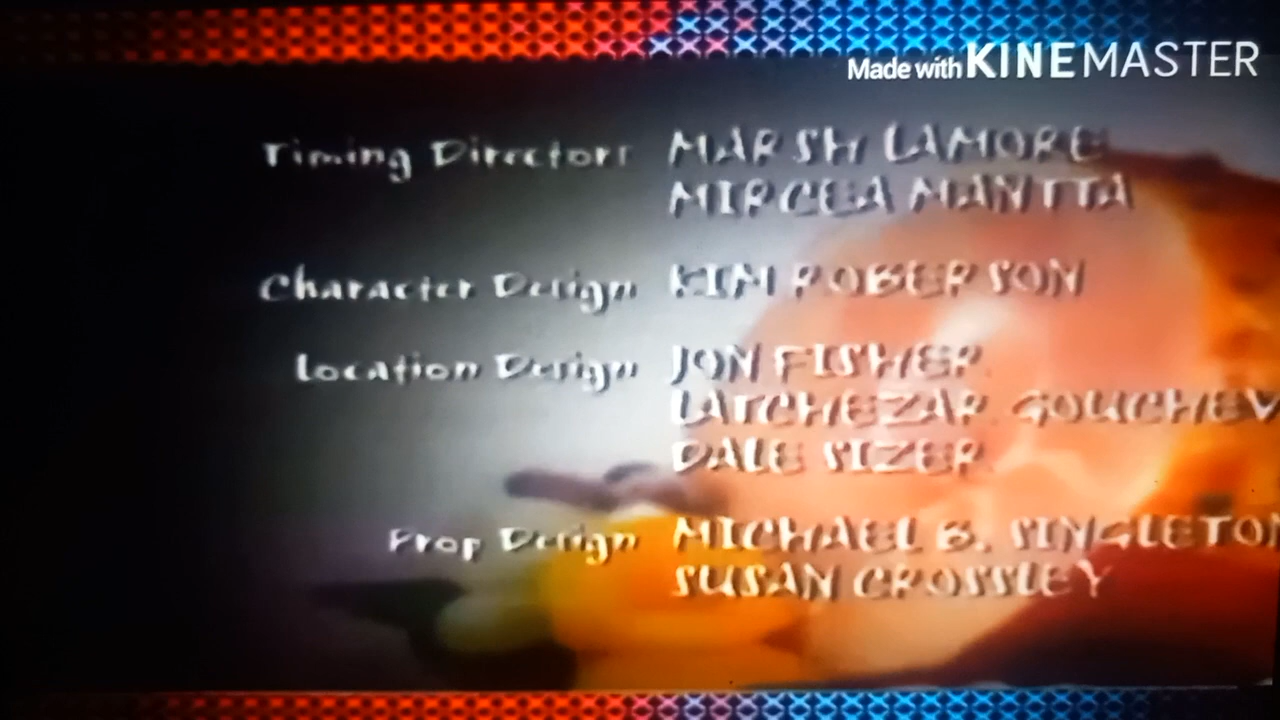 Made with KINEMASTER
Timing Directors MARSH LAMORE
MIRCEA MANTTA
Character Design KIM ROBERSON
Location Design JON FISHER
LATCHEZAR GOUCHEV
DALE SIZER
Prop Design MICHAEL B. SINGLETON
SUSAN CROSSLEY